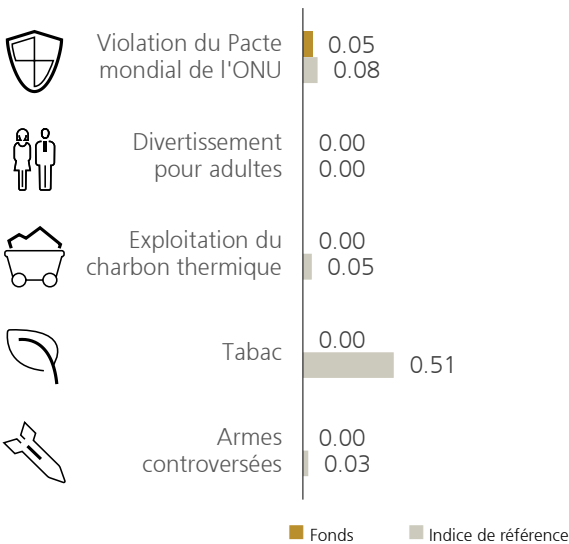 Violation du Pacte
mondial de l'ONU
0.05
0.08
Divertissement
pour adultes
0.00
0.00
Exploitation du
charbon thermique
0.00
0.05
Tabac
0.00
0.51
Armes
controversées
0.00
0.03
Fonds
Indice de référence